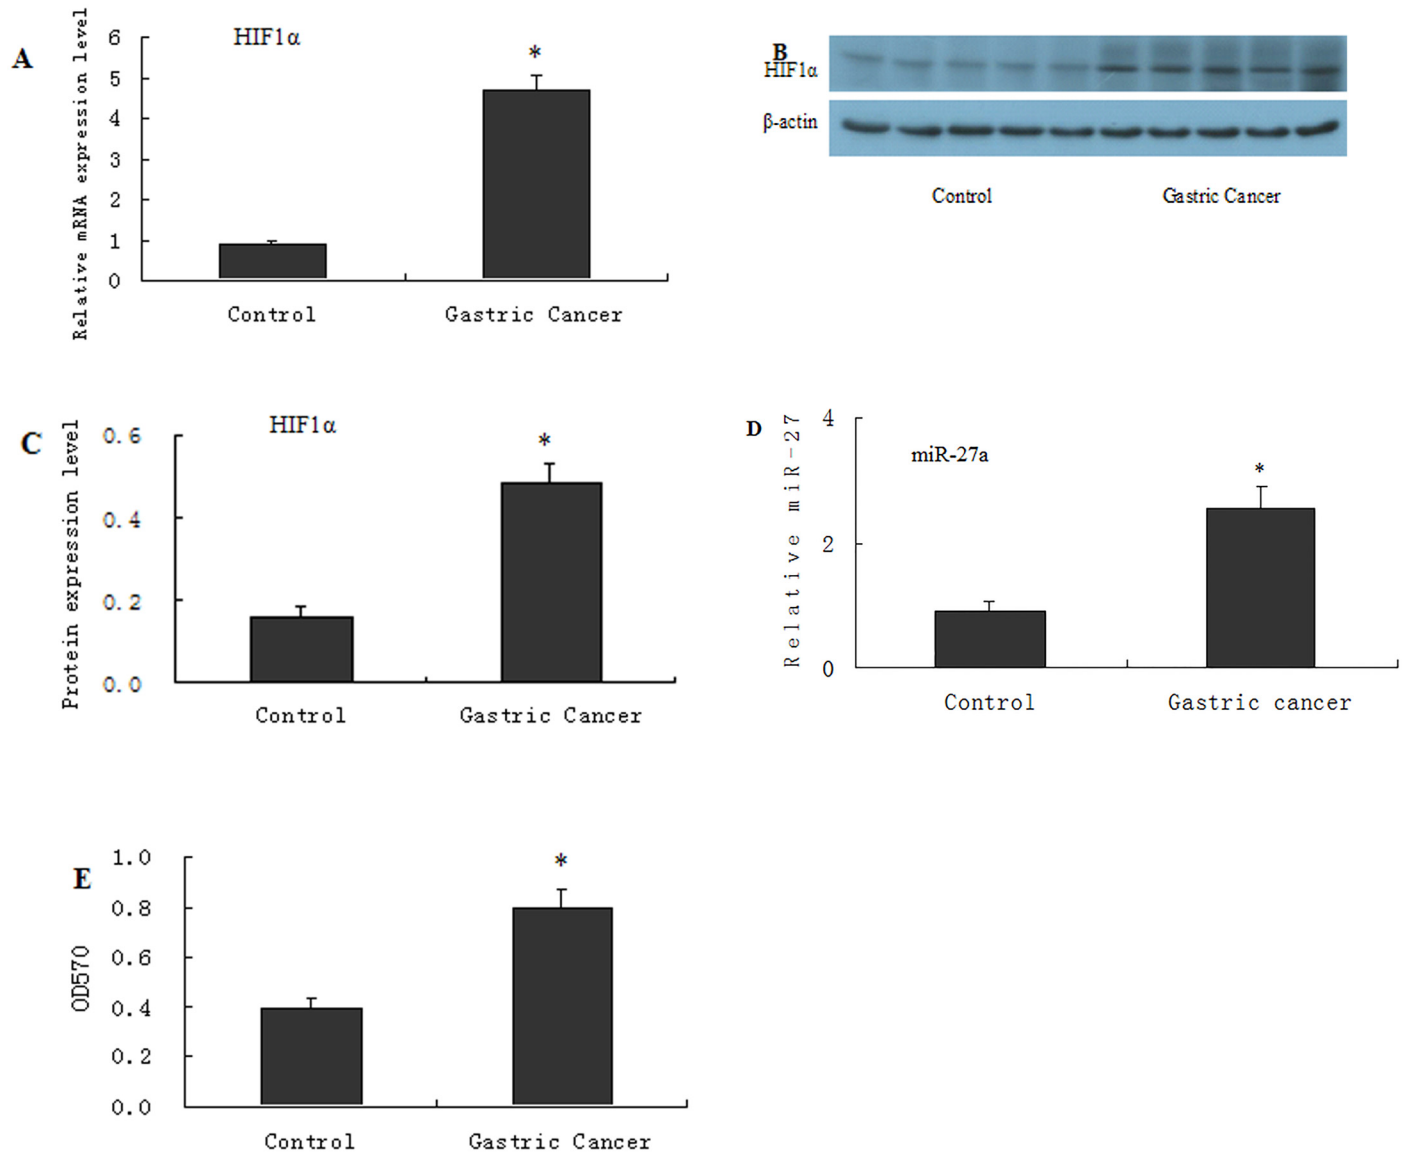 A
HIF1α
Relative mRNA expression level
6
5
4
3
2
1
0
*
Control
Gastric Cancer
B
HIF1α
β-actin
Control
Gastric Cancer
C
HIF1α
Protein expression level
0.6
0.4
0.2
0.0
*
Control
Gastric Cancer
D
miR-27a
Relative miR-27
4
2
0
*
Control
Gastric cancer
E
OD570
1.0
0.8
0.6
0.4
0.2
0.0
*
Control
Gastric Cancer